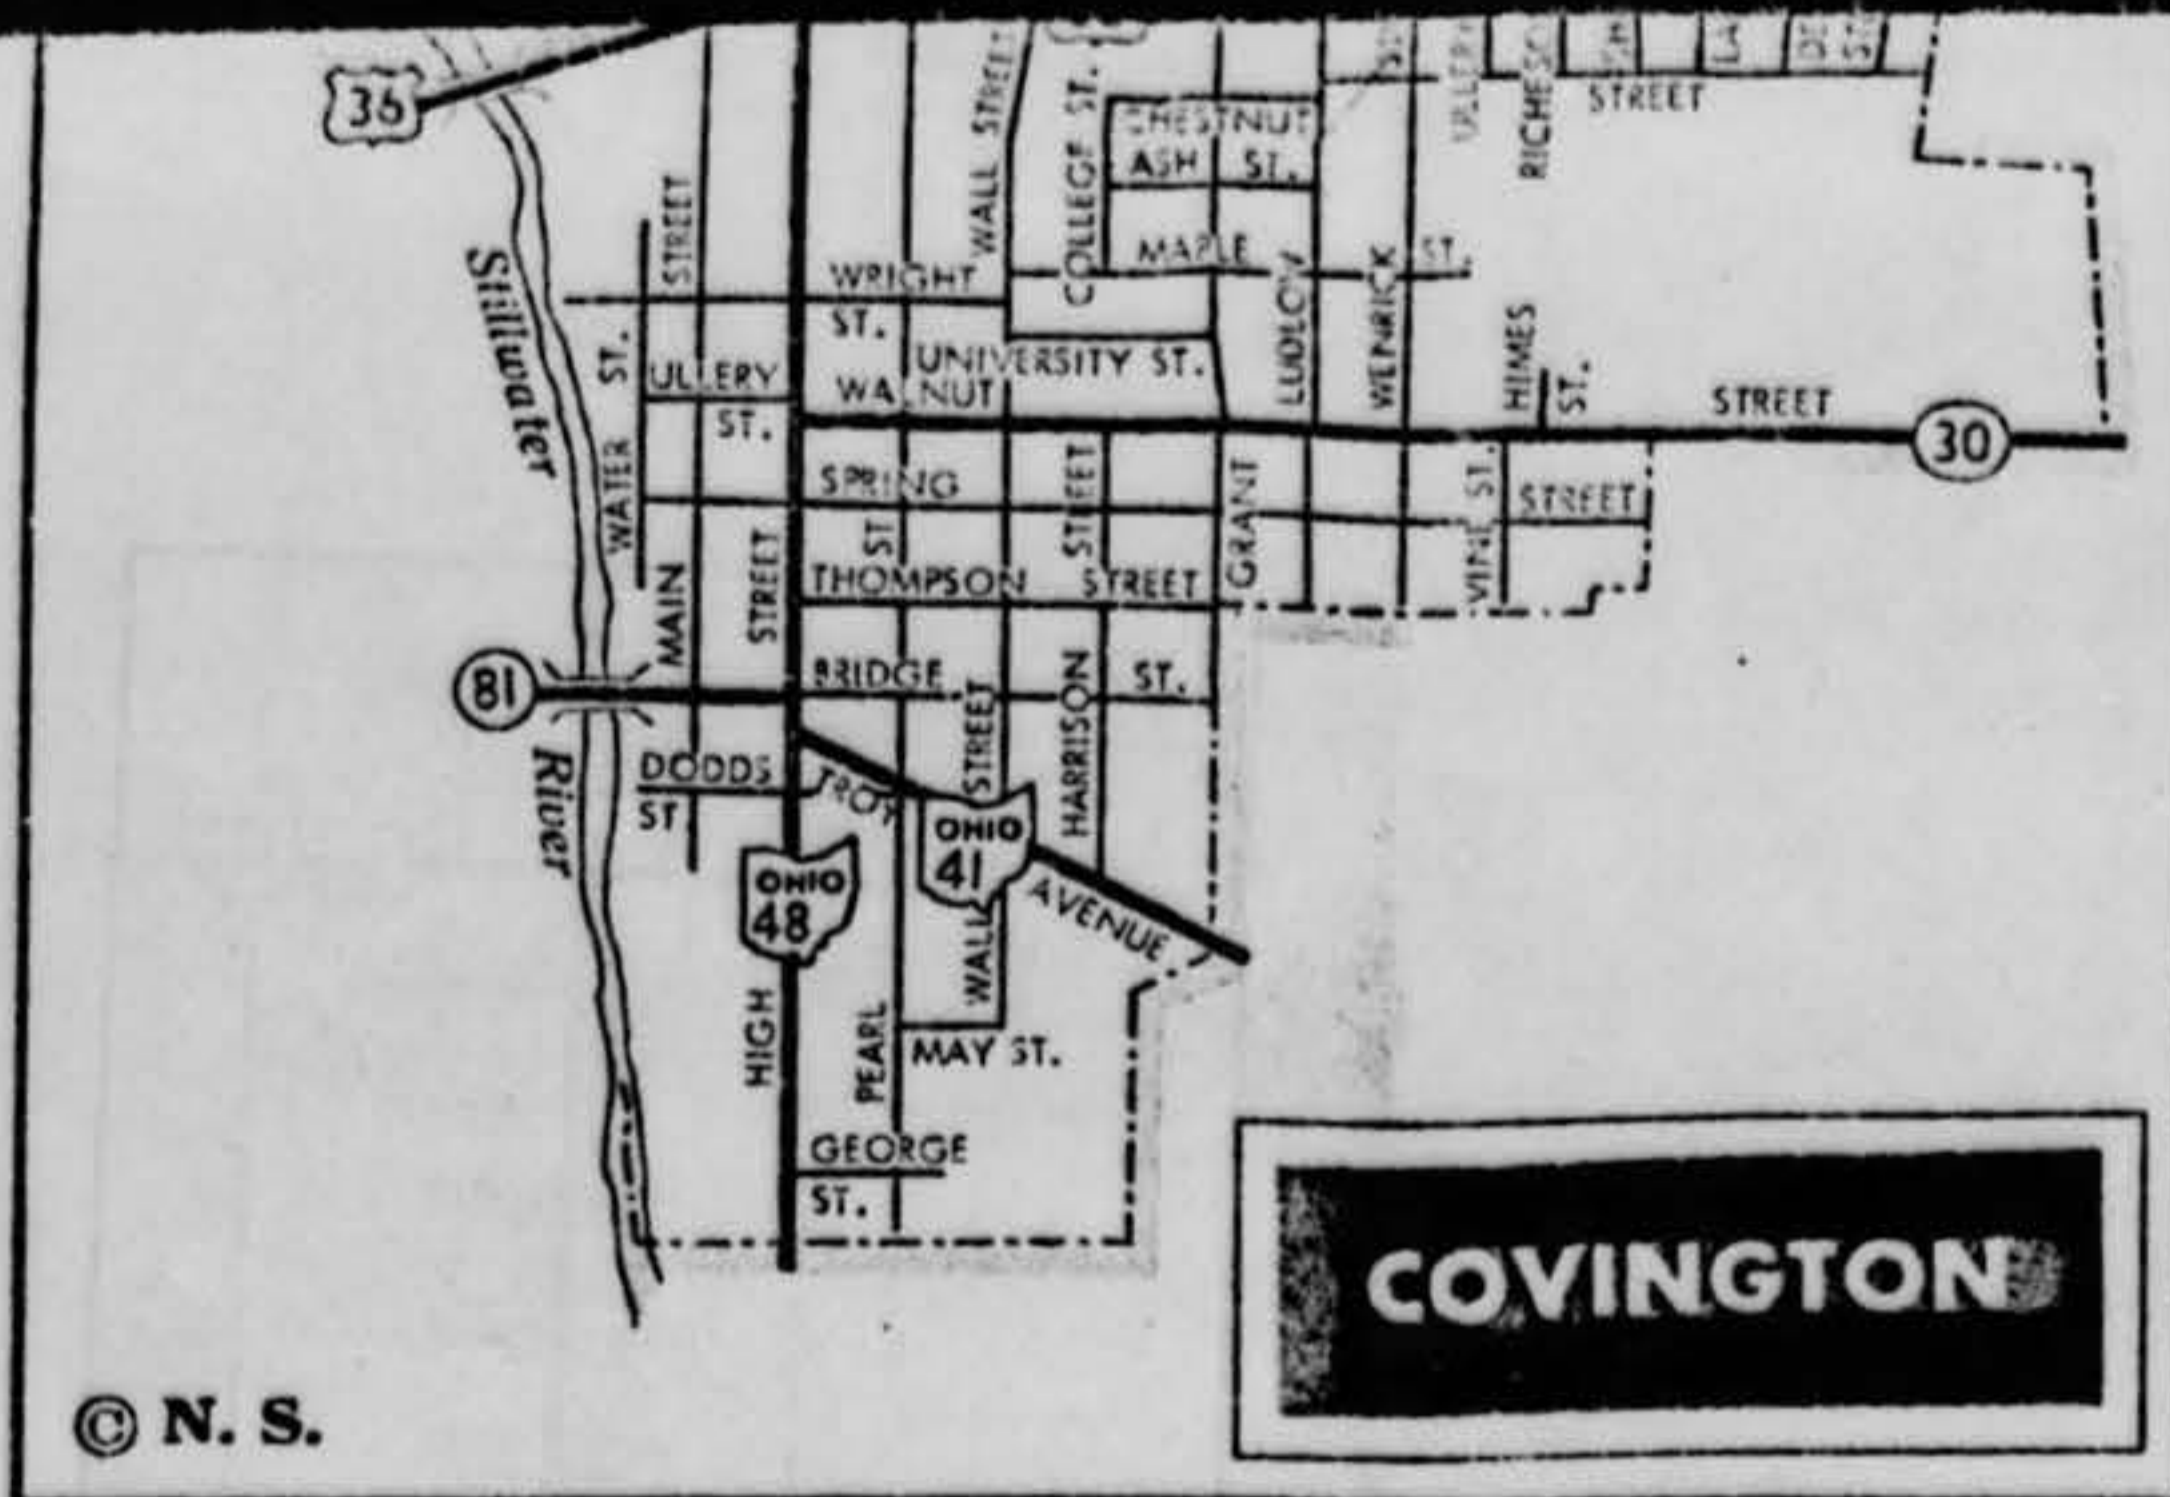 36
STREET
WALL STREET
COLLEGE ST.
CHESTNUT
ASH ST.
MAPLE ST.
STREET
Stillwater
River
WRIGHT
ST.
UNIVERSITY ST.
ULLERY
ST.
WALNUT
STREET
30
LUDLOW
WENRICK
HIMES
ST.
WATER ST.
SPRING
STREET
VINE ST.
GRANT
STREET
ST
MAIN
STREET
THOMPSON STREET
81
BRIDGE ST.
HARRISON
STREET
DODDS
ST
TROY
AVENUE
OHIO
41
OHIO
48
WALL
HIGH
PEARL
MAY ST.
GEORGE
ST.
COVINGTON
© N. S.